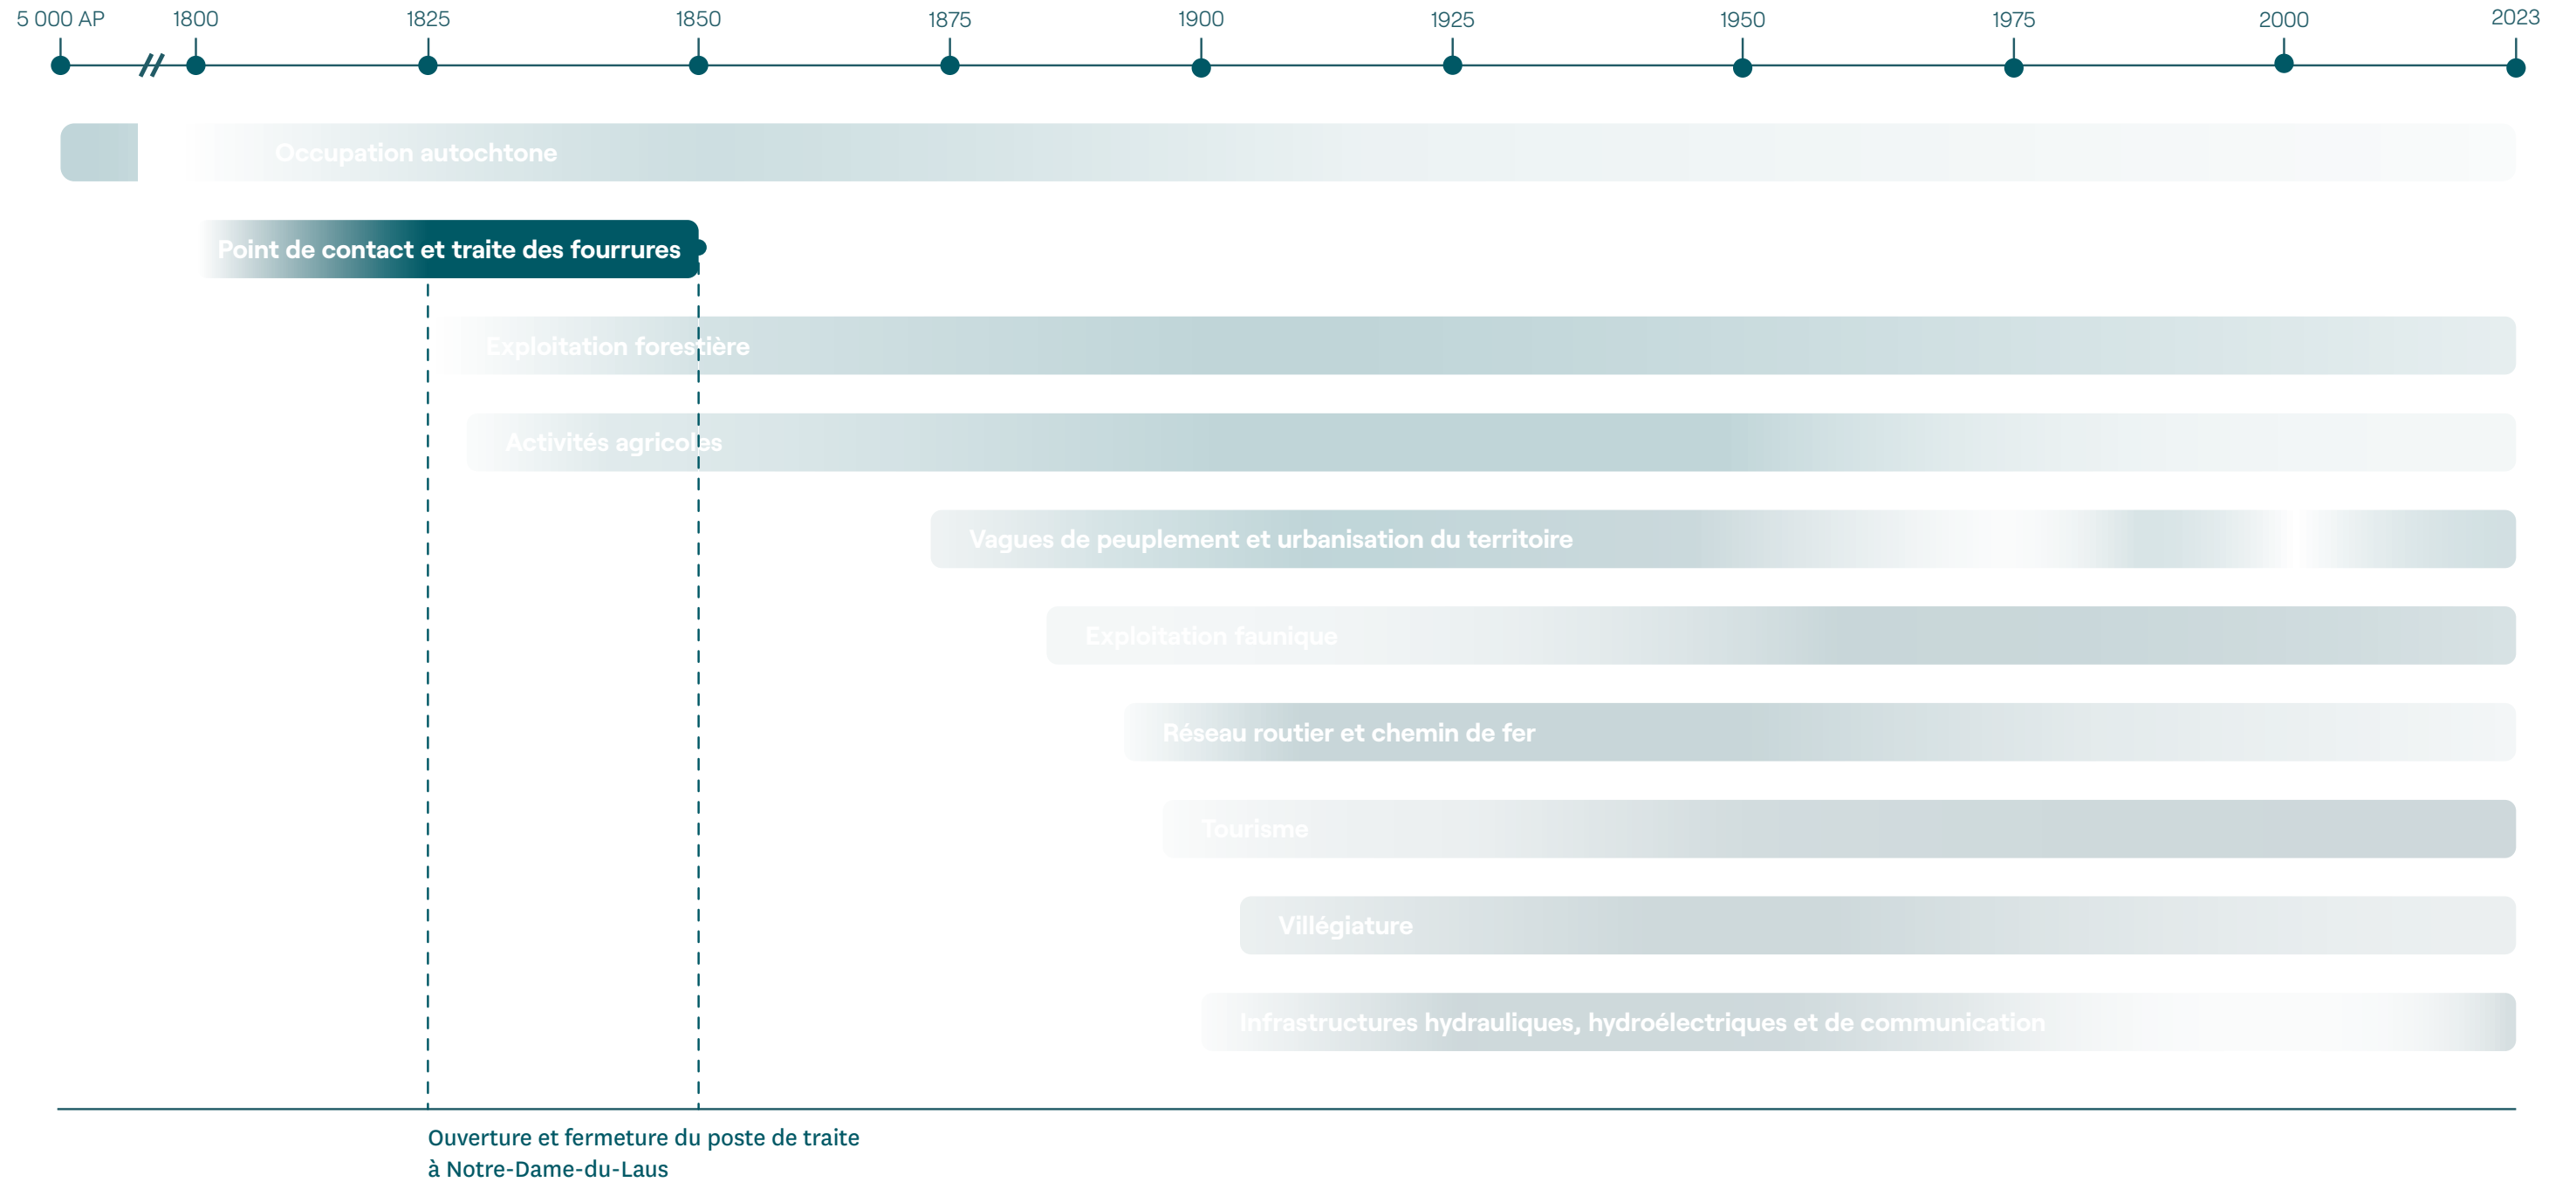 5 000 AP 1800 1825 1850 1875 1900 1925 1950 1975 2000 2023
Occupation autochtone
Point de contact et traite des fourrures
Exploitation forestière
Activités agricoles
Vagues de peuplement et urbanisation du territoire
Exploitation faunique
Réseau routier et chemin de fer
Tourisme
Villégiature
Infrastructures hydrauliques, hydroélectriques et de communication
Ouverture et fermeture du poste de traite
à Notre-Dame-du-Laus